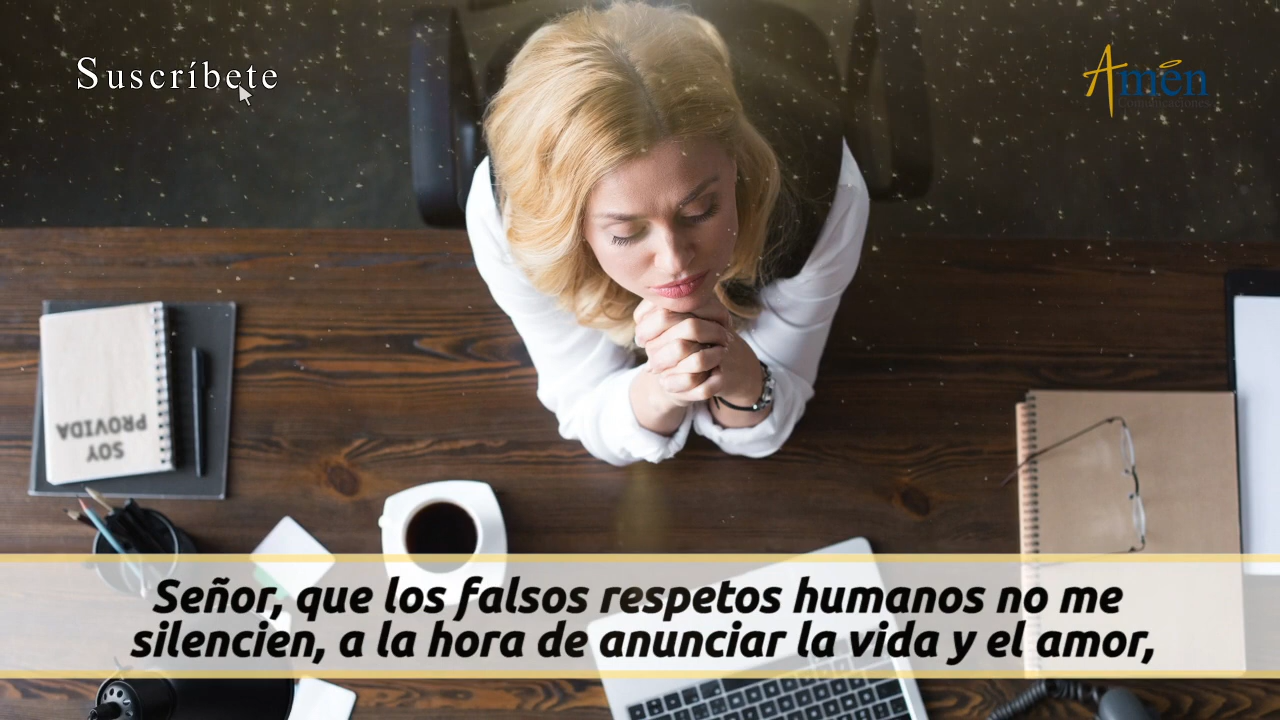 Suscríbete
Amén
Comunicaciones
SOY
PROVIDA
Señor, que los falsos respetos humanos no me
silencien, a la hora de anunciar la vida y el amor,